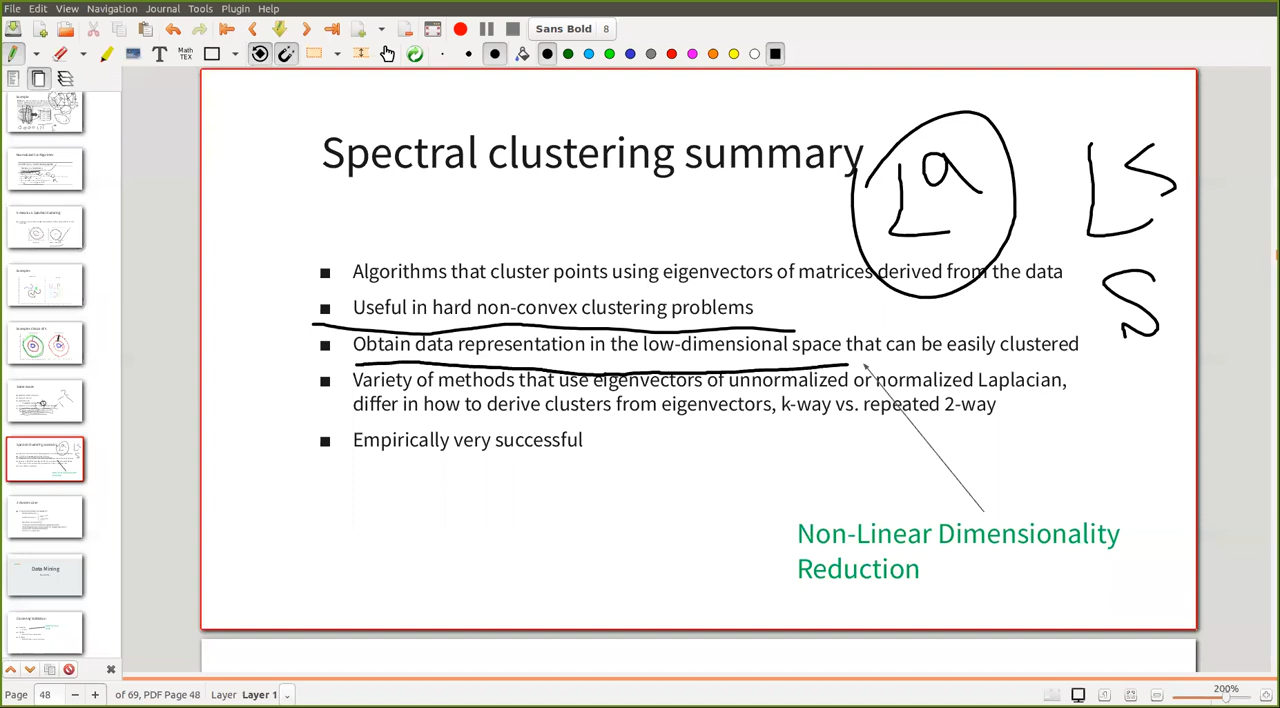 File Edit View Navigation Journal Tools Plugin Help
Sans Bold 8
Math
TEX
Spectral clustering summary
■ Algorithms that cluster points using eigenvectors of matrices derived from the data
■ Useful in hard non-convex clustering problems
■ Obtain data representation in the low-dimensional space that can be easily clustered
■ Variety of methods that use eigenvectors of unnormalized or normalized Laplacian,
differ in how to derive clusters from eigenvectors, k-way vs. repeated 2-way
■ Empirically very successful
Non-Linear Dimensionality
Reduction
Data Mining
Page 48 of 69, PDF Page 48 Layer Layer 1
200%